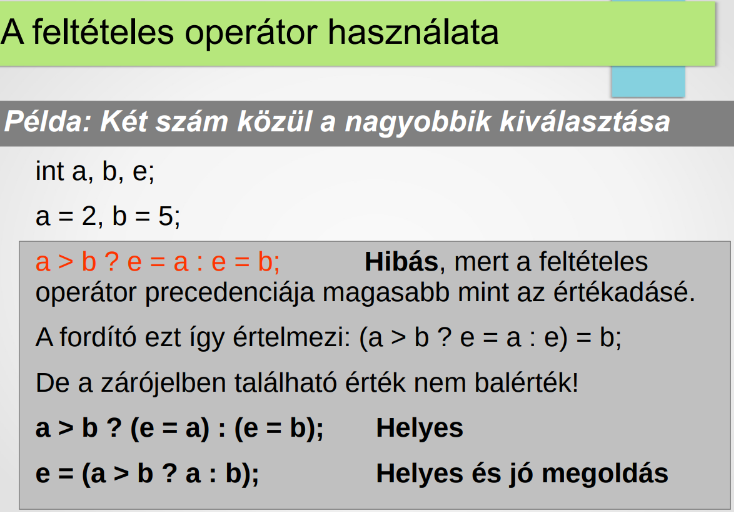 A feltételes operátor használata
Példa: Két szám közül a nagyobbik kiválasztása
int a, b, e;
a = 2, b = 5;
a > b ? e = a : e = b; Hibás, mert a feltételes
operátor precedenciája magasabb mint az értékadásé.
A fordító ezt így értelmezi: (a > b ? e = a : e) = b;
De a zárójelben található érték nem balérték!
a > b ? (e = a) : (e = b); Helyes
e = (a > b ? a : b); Helyes és jó megoldás